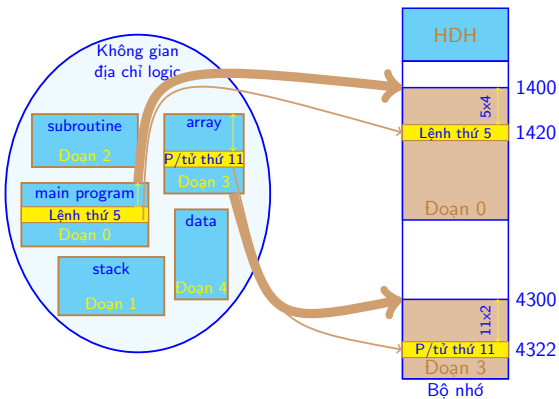 Không gian
địa chỉ logic
subroutine
Đoạn 2
array
P/tử thứ 11
Đoạn 3
main program
Lệnh thứ 5
Đoạn 0
data
Đoạn 4
stack
Đoạn 1
HĐH
1400
5x4
Lệnh thứ 5
1420
Đoạn 0
4300
11x2
P/tử thứ 11
4322
Đoạn 3
Bộ nhớ